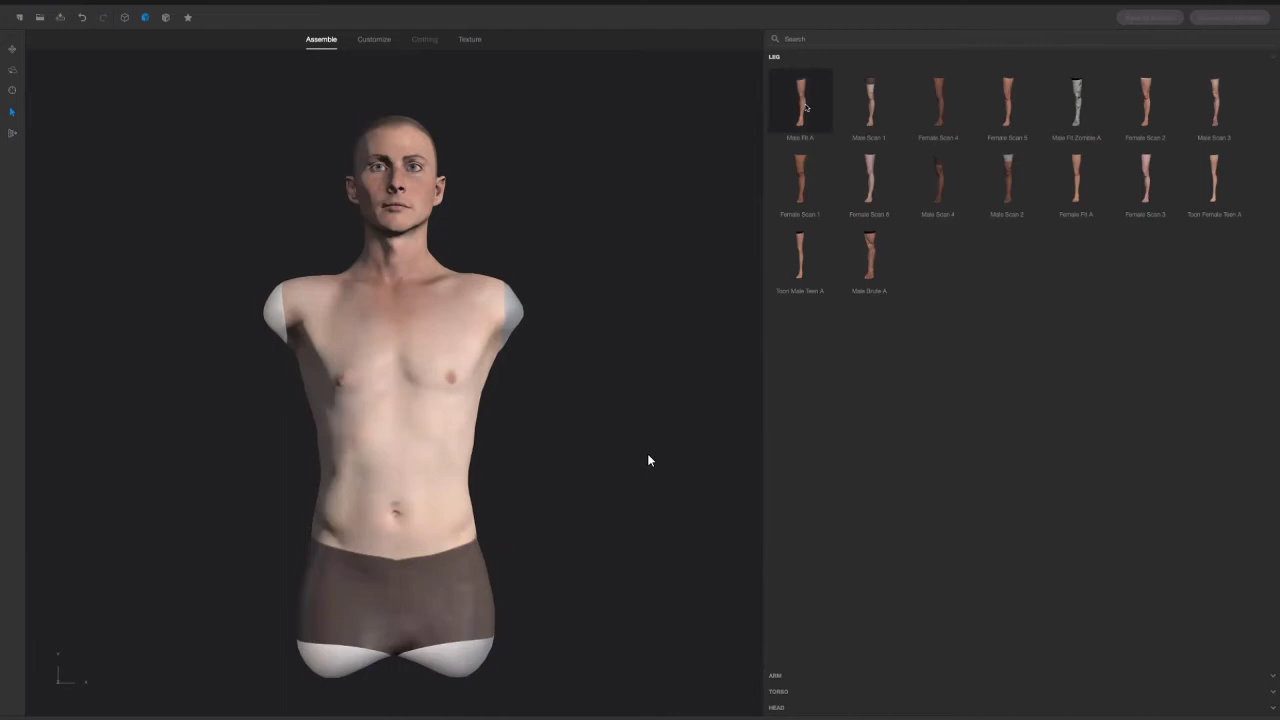 Assemble Customize Clothing Texture
Search
LEG
Male Fit A Male Scan 1 Female Scan 4 Female Scan 5 Male Fit Zombie A Female Scan 2 Male Scan 3
Female Scan 1 Female Scan 6 Male Scan 4 Male Scan 2 Female Fit A Female Scan 3 Toon Female Teen A
Toon Male Teen A Male Brute A
Y
X
ARM
TORSO
HEAD